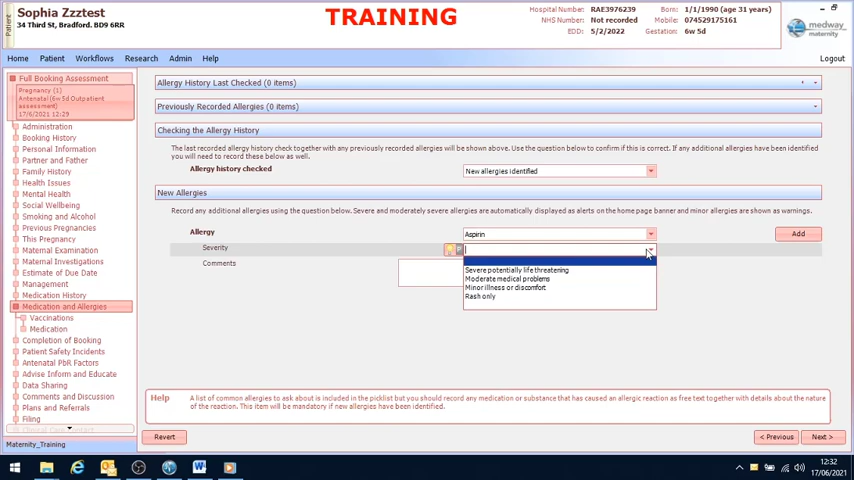 Patient
Sophia Zzztest
34 Third St, Bradford. BD9 6RR
TRAINING
Hospital Number: RAE3976239
NHS Number: Not recorded
EDD: 5/2/2022
Born: 1/1/1990 (age 31 years)
Mobile: 074529175161
Gestation: 6w 5d
medway
maternity
Home Patient Workflows Research Admin Help Logout
Full Booking Assessment
Pregnancy (1)
Antenatal (6w 5d Outpatient
assessment)
17/6/2021 12:29
Administration
Booking History
Personal Information
Partner and Father
Family History
Health Issues
Mental Health
Social Wellbeing
Smoking and Alcohol
Previous Pregnancies
This Pregnancy
Maternal Examination
Maternal Investigations
Estimate of Due Date
Management
Medication History
Medication and Allergies
Vaccinations
Medication
Completion of Booking
Patient Safety Incidents
Antenatal PbR Factors
Advise Inform and Educate
Data Sharing
Comments and Discussion
Plans and Referrals
Filing
Maternity_Training
Allergy History Last Checked (0 items)
Previously Recorded Allergies (0 items)
Checking the Allergy History
The last recorded allergy history check together with any previously recorded allergies will be shown above. Use the question below to confirm if this is correct. If any additional allergies have been identified
you will need to record these below as well.
Allergy history checked New allergies identified
New Allergies
Record any additional allergies using the question below. Severe and moderately severe allergies are automatically displayed as alerts on the home page banner and minor allergies are shown as warnings.
Allergy Aspirin Add
Severity
Severe potentially life threatening
Moderate medical problems
Minor illness or discomfort
Rash only
Comments
Help A list of common allergies to ask about is included in the picklist but you should record any medication or substance that has caused an allergic reaction as free text together with details about the nature
of the reaction. This item will be mandatory if new allergies have been identified.
Revert < Previous Next >
12:32
17/06/2021